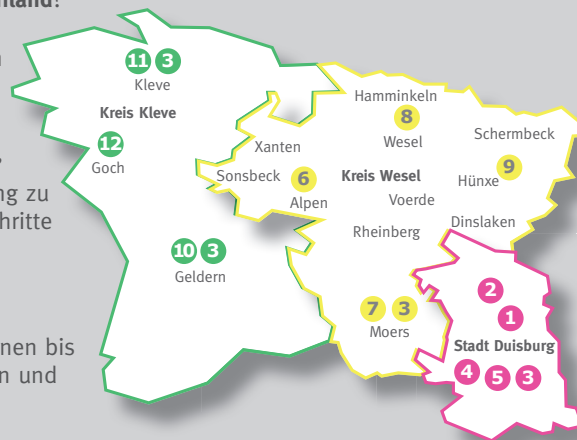 nland!
ng zu
hritte
nen bis
n und
11 3
Kleve
Kreis Kleve
12
Goch
10 3
Geldern
Hamminkeln
8
Wesel
Schermbeck
Xanten
9
Hünxe
Sonsbeck
6
Alpen
Kreis Wesel
Voerde
Rheinberg
Dinslaken
7 3
Moers
2
1
Stadt Duisburg
4 5 3